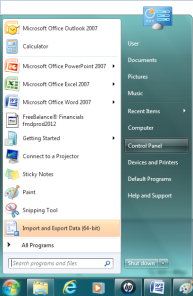 Microsoft Office Outlook 2007
Calculator
Microsoft Office PowerPoint 2007
Microsoft Office Excel 2007
Microsoft Office Word 2007
FreeBalance® Financials
fmdprod2012
Getting Started
Connect to a Projector
Sticky Notes
Paint
Snipping Tool
Import and Export Data (64-bit)
All Programs
Search programs and files
User
Documents
Pictures
Music
Recent Items
Computer
Control Panel
Devices and Printers
Default Programs
Help and Support
Shut down
hp